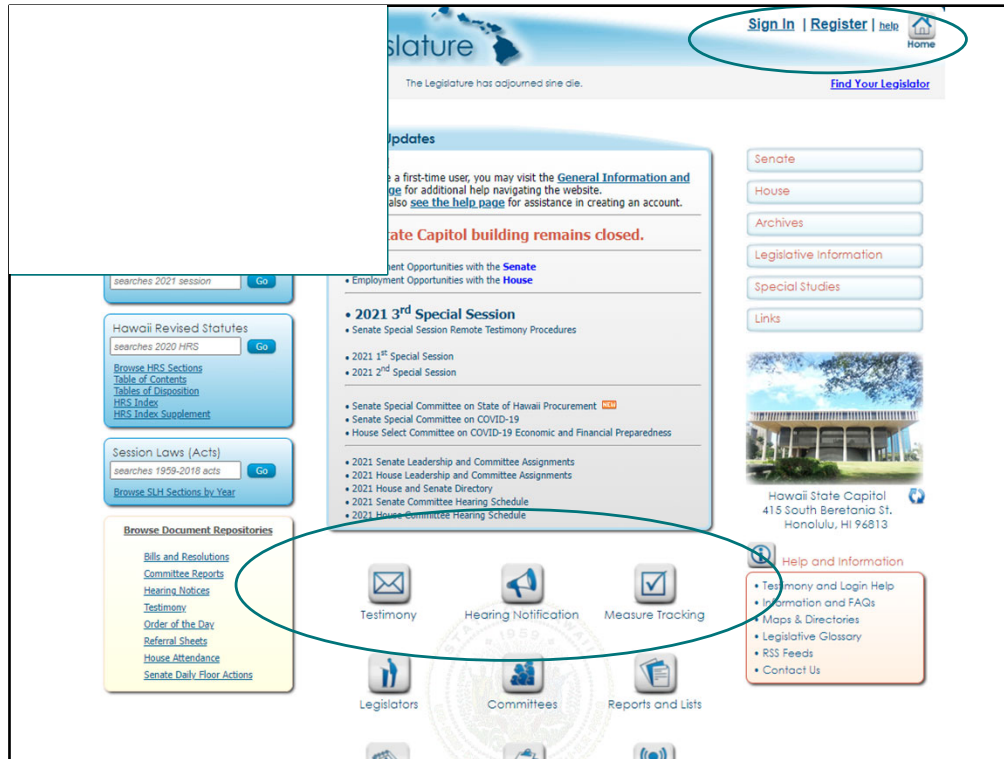 Sign In | Register | help
Home
slature
The Legislature has adjourned sine die.
Find Your Legislator
Updates
a first-time user, you may visit the General Information and
ge for additional help navigating the website.
also see the help page for assistance in creating an account.
ate Capitol building remains closed.
ment Opportunities with the Senate
• Employment Opportunities with the House
• 2021 3rd Special Session
• Senate Special Session Remote Testimony Procedures
• 2021 1st Special Session
• 2021 2nd Special Session
• Senate Special Committee on State of Hawaii Procurement NEW
• Senate Special Committee on COVID-19
• House Select Committee on COVID-19 Economic and Financial Preparedness
• 2021 Senate Leadership and Committee Assignments
• 2021 House Leadership and Committee Assignments
• 2021 House and Senate Directory
• 2021 Senate Committee Hearing Schedule
• 2021 House Committee Hearing Schedule
searches 2021 session Go
Hawaii Revised Statutes
searches 2020 HRS Go
Browse HRS Sections
Table of Contents
Tables of Disposition
HRS Index
HRS Index Supplement
Session Laws (Acts)
searches 1959-2018 acts Go
Browse SLH Sections by Year
Browse Document Repositories
Bills and Resolutions
Committee Reports
Hearing Notices
Testimony
Order of the Day
Referral Sheets
House Attendance
Senate Daily Floor Actions
Testimony
Hearing Notification
Measure Tracking
1959
Legislators
Committees
Reports and Lists
Senate
House
Archives
Legislative Information
Special Studies
Links
Hawaii State Capitol
415 South Beretania St.
Honolulu, HI 96813
Help and Information
• Testimony and Login Help
• Information and FAQs
• Maps & Directories
• Legislative Glossary
• RSS Feeds
• Contact Us